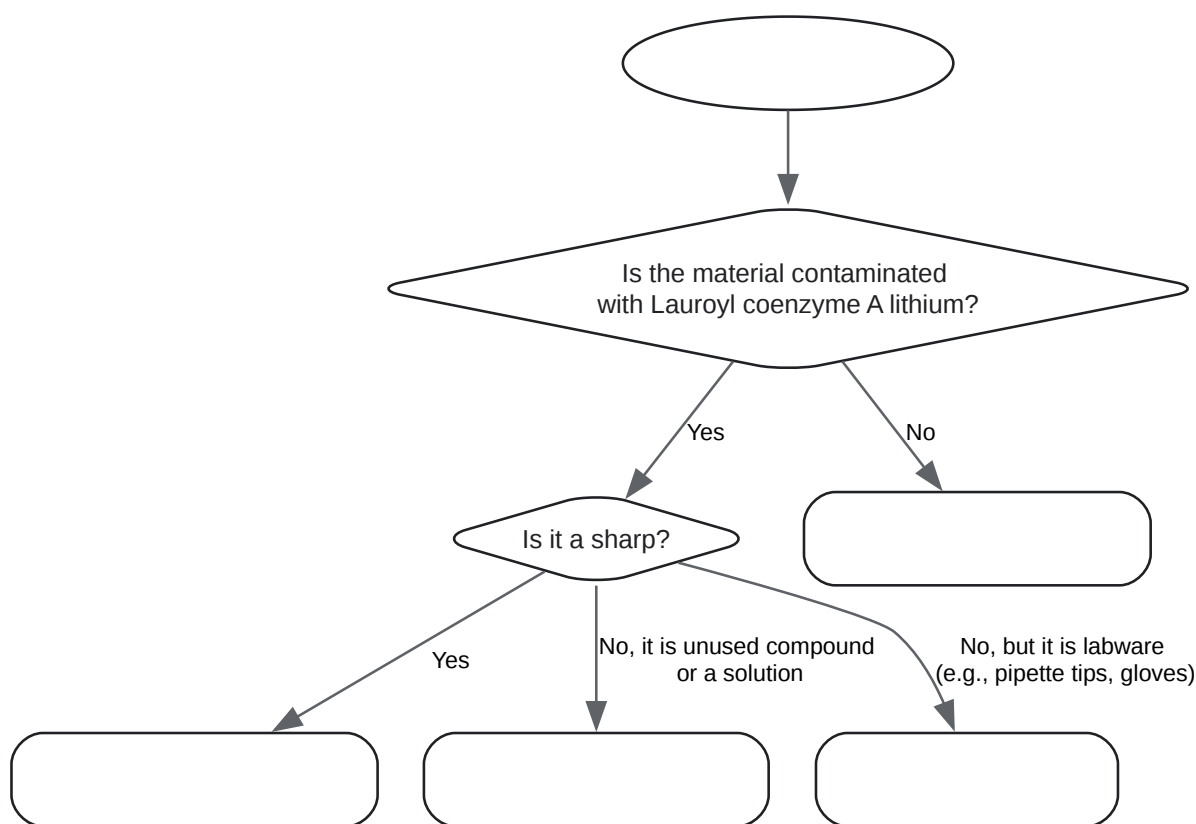 Is the material contaminated
with Lauroyl coenzyme A lithium?
Yes
No
Is it a sharp?
Yes
No, it is unused compound
or a solution
No, but it is labware
(e.g., pipette tips, gloves)